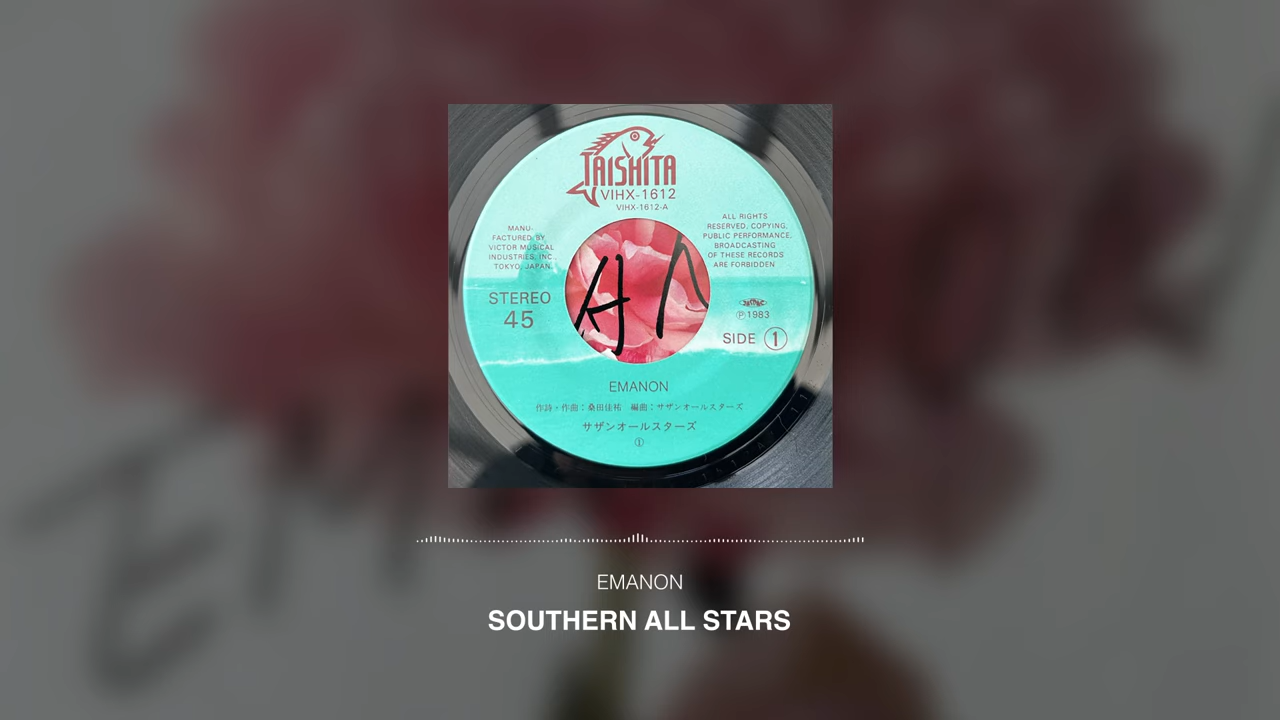 TAISHITA
VIHX-1612
VIHX-1612-A
MANU-
FACTURED BY
VICTOR MUSICAL
INDUSTRIES, INC.
TOKYO, JAPAN
ALL RIGHTS
RESERVED, COPYING,
PUBLIC PERFORMANCE,
BROADCASTING
OF THESE RECORDS
ARE FORBIDDEN
STEREO
45
Ⓟ1983
SIDE ①
EMANON
作詩・作曲：桑田佳祐 編曲：サザンオールスターズ
サザンオールスターズ
①
EMANON
SOUTHERN ALL STARS